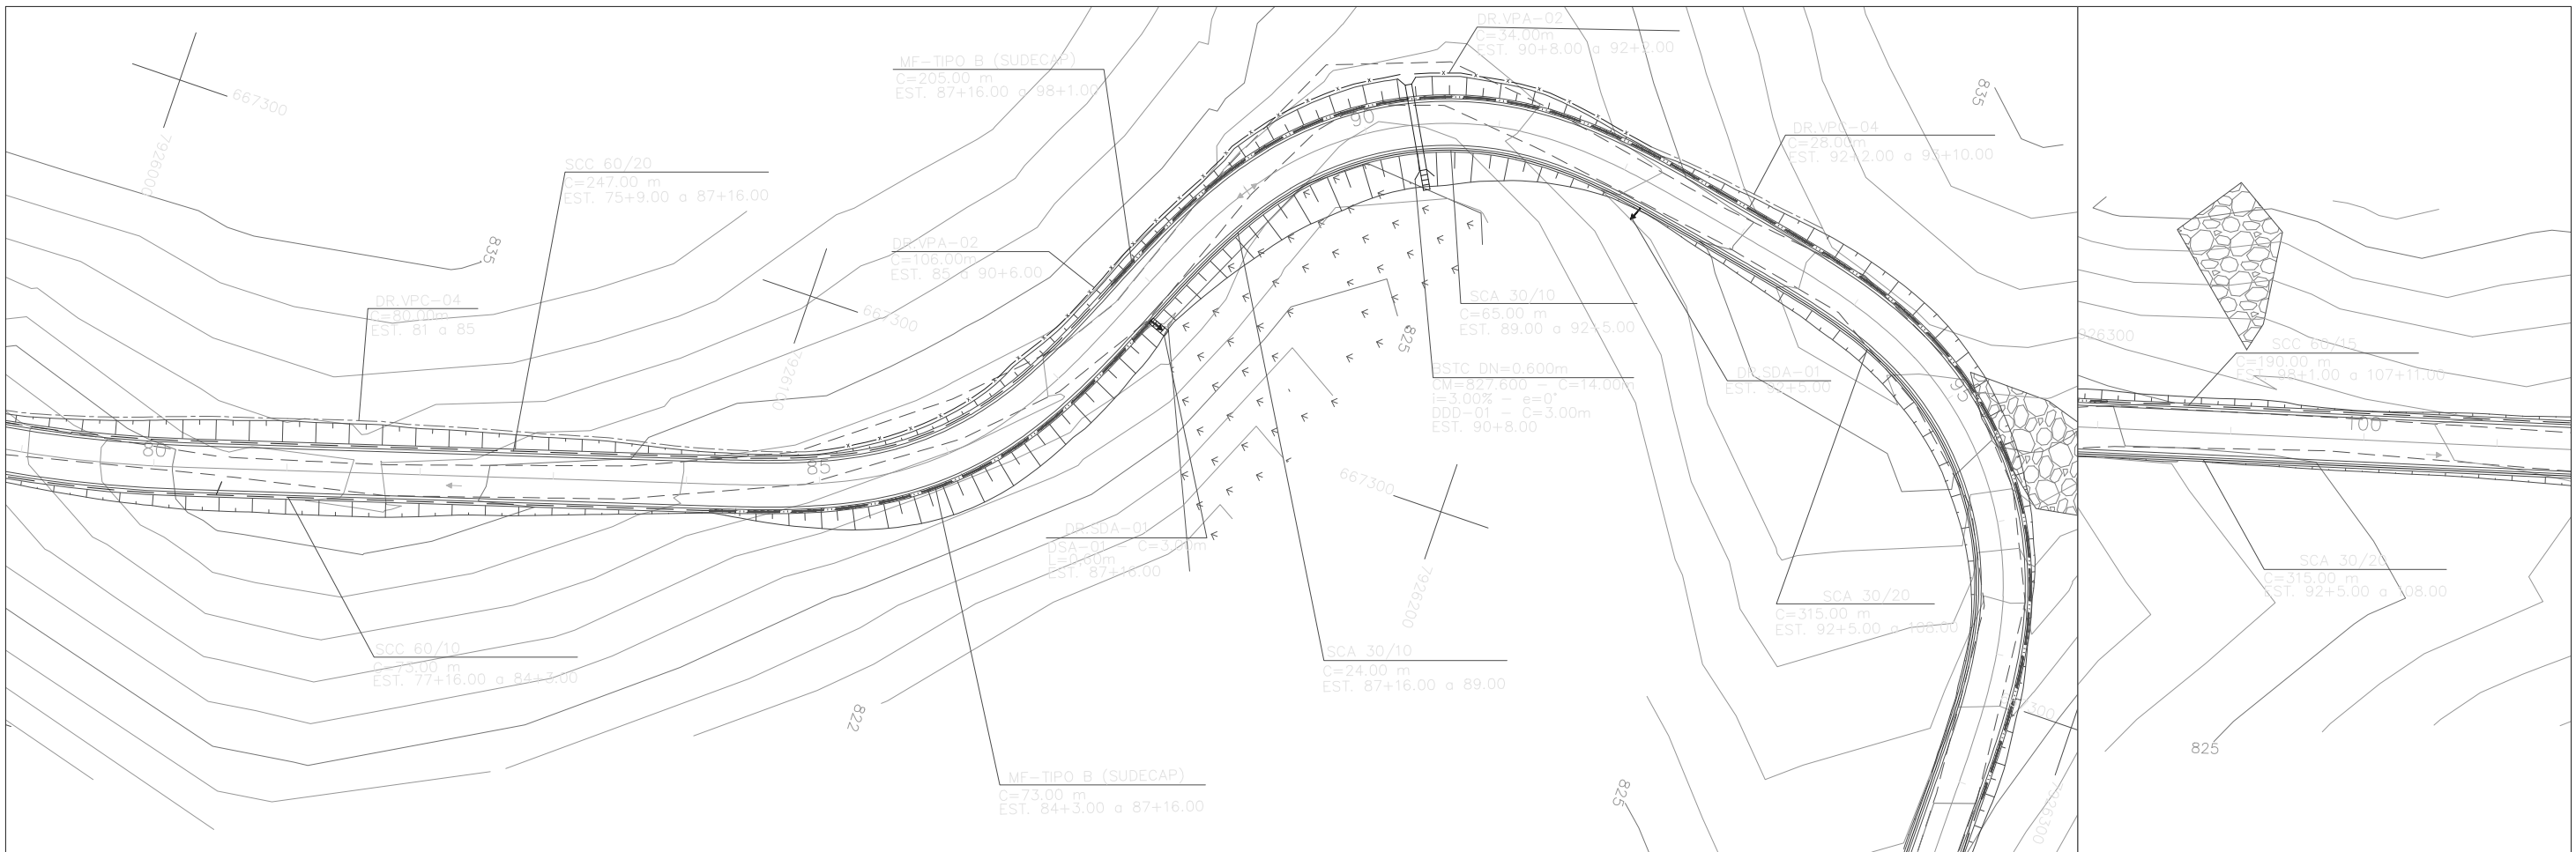 667300
7926000
835
SCC 60/20
C=247.00 m
EST. 75+9.00 a 87+16.00
DR.VPC-04
C=80.00m
EST. 81 a 85
80
SCC 60/10
C=73.00 m
EST. 77+16.00 a 84+3.00
MF-TIPO B (SUDECAP)
C=205.00 m
EST. 87+16.00 a 98+1.00
DR.VPA-02
C=106.00m
EST. 85 a 90+6.00
667300
7926100
85
822
DR.SDA-01
DSA-01 - C=3.00m
L=0,60m
EST. 87+16.00
MF-TIPO B (SUDECAP)
C=73.00 m
EST. 84+3.00 a 87+16.00
DR.VPA-02
C=34.00m
EST. 90+8.00 a 92+2.00
90
DR.VPC-04
C=28.00m
EST. 92+2.00 a 93+10.00
835
SCA 30/10
C=65.00 m
EST. 89.00 a 92+5.00
825
BSTC DN=0.600m
CM=827.600 - C=14.00m
i=3.00% - e=0°
DDD-01 - C=3.00m
EST. 90+8.00
DR.SDA-01
EST. 92+5.00
95
667300
7926200
SCA 30/10
C=24.00 m
EST. 87+16.00 a 89.00
SCA 30/20
C=315.00 m
EST. 92+5.00 a 108.00
825
7926300
926300
SCC 60/15
C=190.00 m
EST. 98+1.00 a 107+11.00
100
SCA 30/20
C=315.00 m
EST. 92+5.00 a 108.00
825